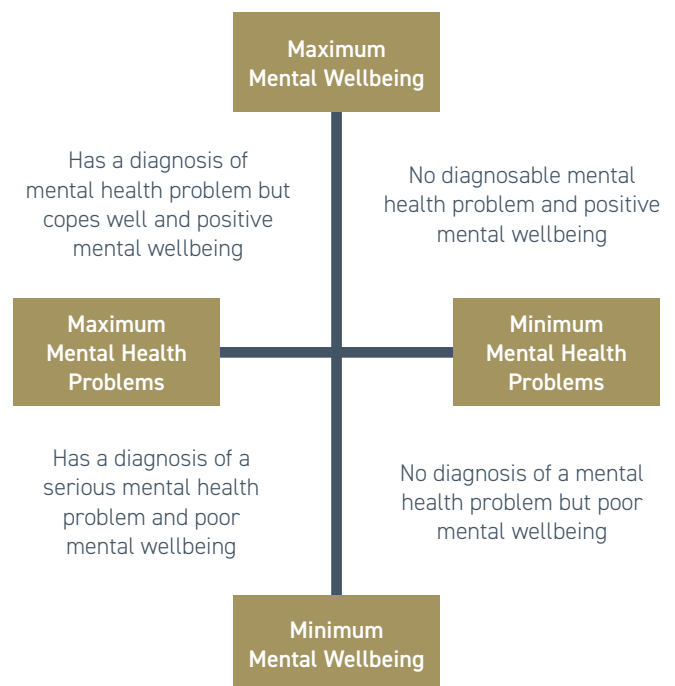 Maximum
Mental Wellbeing
Has a diagnosis of
mental health problem but
copes well and positive
mental wellbeing
No diagnosable mental
health problem and positive
mental wellbeing
Maximum
Mental Health
Problems
Minimum
Mental Health
Problems
Has a diagnosis of a
serious mental health
problem and poor
mental wellbeing
No diagnosis of a mental
health problem but poor
mental wellbeing
Minimum
Mental Wellbeing